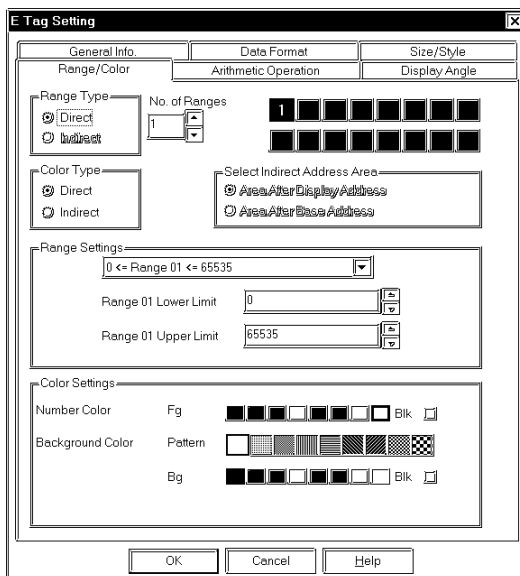 E Tag Setting
General Info. Data Format Size/Style
Range/Color Arithmetic Operation Display Angle
Range Type No. of Ranges
Direct
Indirect
1
1
Color Type Select Indirect Address Area
Direct Area After Display Address
Indirect Area After Base Address
Range Settings
0 <= Range 01 <= 65535
Range 01 Lower Limit 0
Range 01 Upper Limit 65535
Color Settings
Number Color Fg Blk
Background Color Pattern
Bg Blk
OK Cancel Help